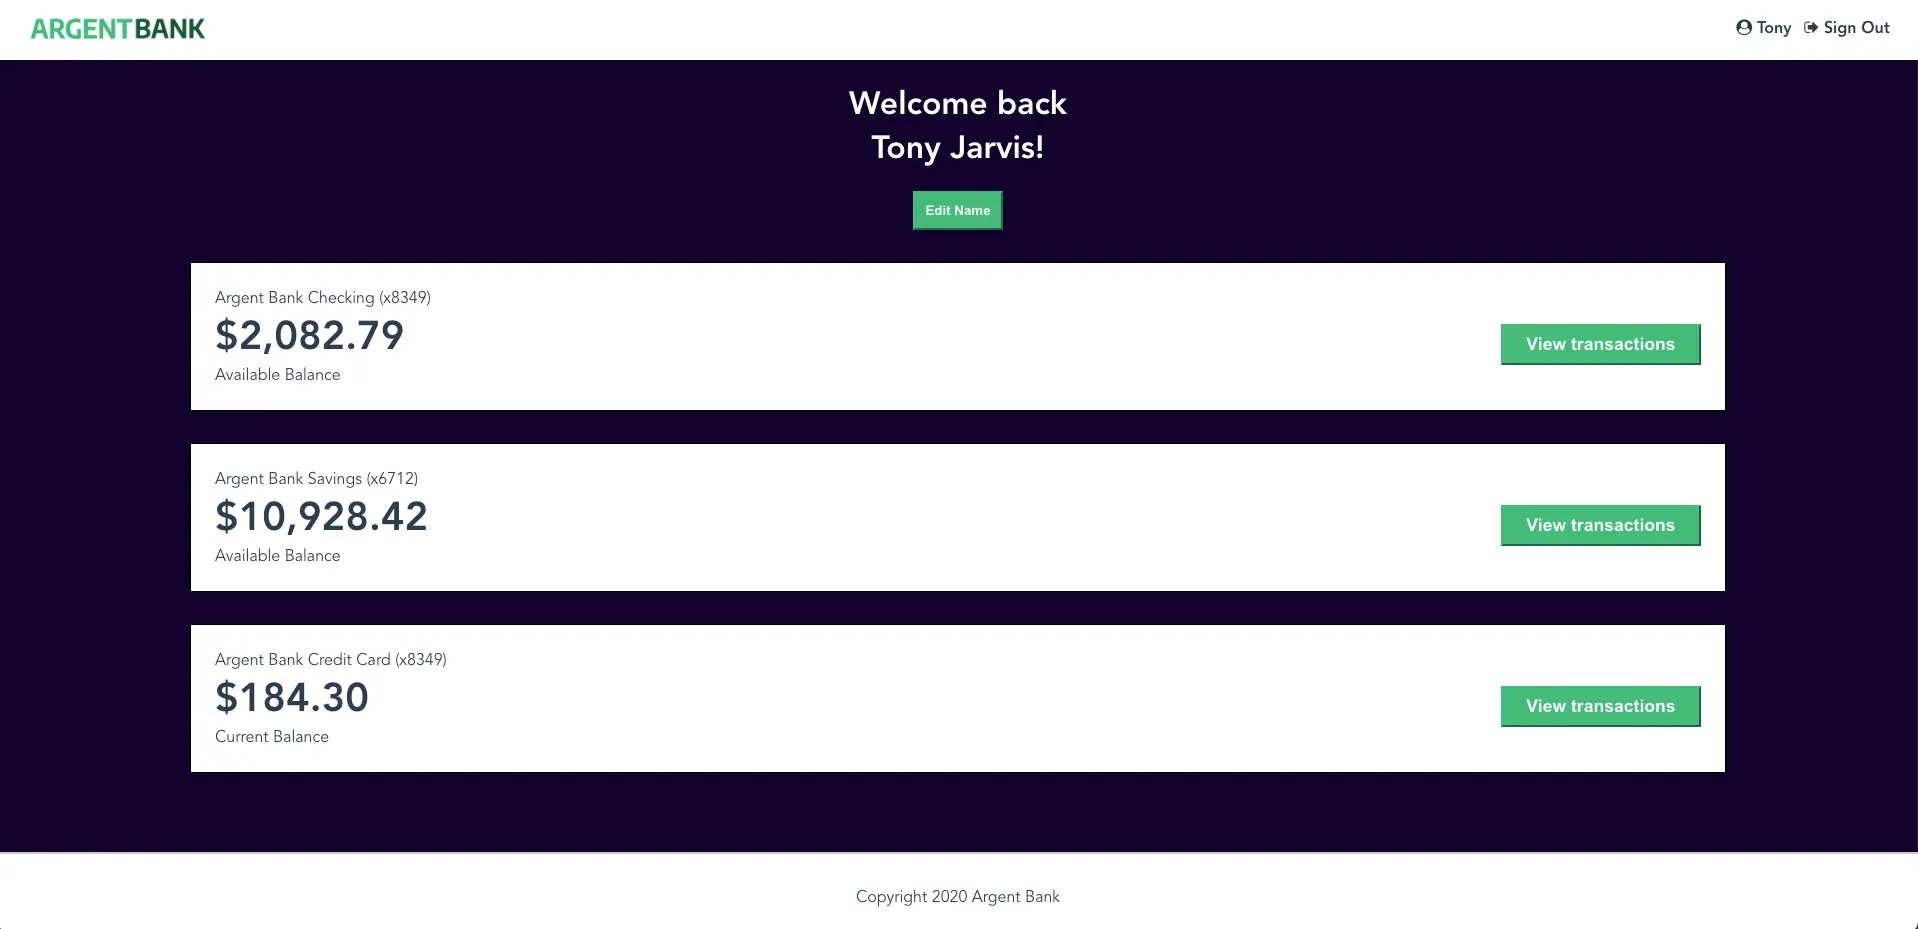 ARGENTBANK
Tony Sign Out
Welcome back
Tony Jarvis!
Edit Name
Argent Bank Checking (x8349)
$2,082.79
Available Balance
View transactions
Argent Bank Savings (x6712)
$10,928.42
Available Balance
View transactions
Argent Bank Credit Card (x8349)
$184.30
Current Balance
View transactions
Copyright 2020 Argent Bank